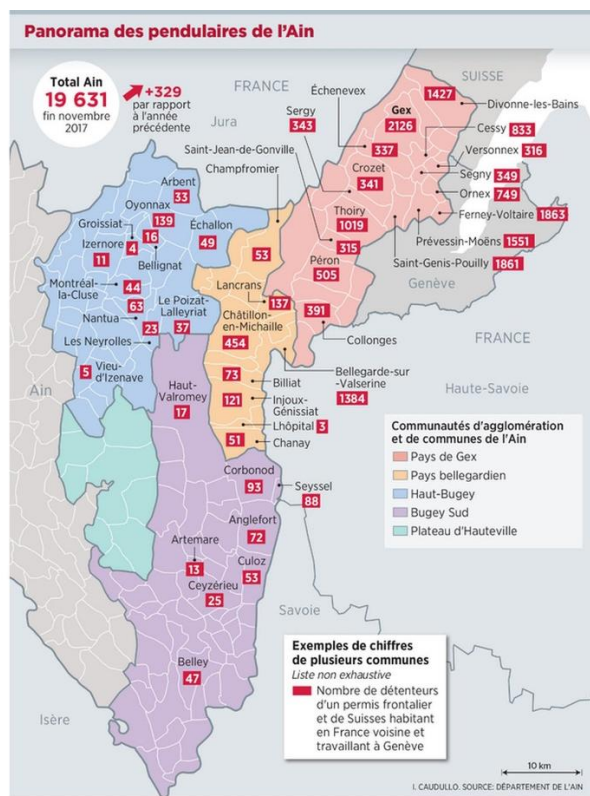 Panorama des pendulaires de l'Ain
Total Ain
19 631
fin novembre
2017
+329
par rapport
à l'année
précédente
FRANCE
SUISSE
Jura
Échenevex
Sergy
343
Gex
2126
1427
Divonne-les-Bains
337
Cessy 833
Versonnex 316
Saint-Jean-de-Gonville
Crozet
341
Ségny 349
Champfromier
Ornex 749
Arbent
33
Thoiry
1019
Ferney-Voltaire 1863
Oyonnax
139
Groissiat
4
16
Échallon
49
315
Prévessin-Moëns 1551
Izernore
11
Bellignat
53
Péron
505
Saint-Genis-Pouilly 1861
Genève
Montréal-
la-Cluse
44
Lancrans
137
63
Le Poizat-
Lalleyriat
37
Châtillon-
en-Michaille
454
391
Nantua
23
Collonges
FRANCE
Les Neyrolles
5
Vieu-
d'Izenave
73
Billiat
Bellegarde-sur
-Valserine
1384
Ain
Haut-
Valromey
17
121
Injoux-
Génissiat
Haute-Savoie
Lhôpital 3
51
Chanay
Communautés d'agglomération
et de communes de l'Ain
Pays de Gex
Pays bellegardien
Haut-Bugey
Bugey Sud
Plateau d'Hauteville
Corbonod
93
Seyssel
88
Anglefort
72
Artemare
13
Culoz
53
Ceyzérieu
25
Savoie
Belley
47
Isère
Exemples de chiffres
de plusieurs communes
Liste non exhaustive
Nombre de détenteurs
d'un permis frontalier
et de Suisses habitant
en France voisine et
travaillant à Genève
10 km
I. CAUDULLO. SOURCE: DÉPARTEMENT DE L'AIN